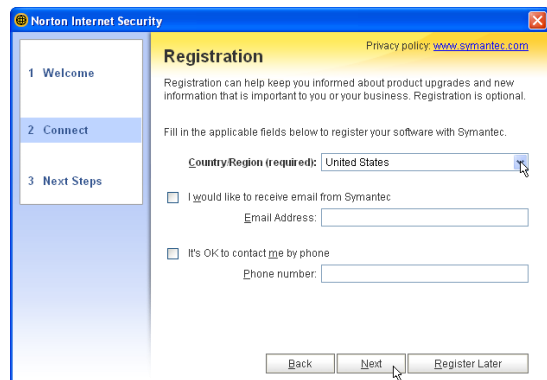 Norton Internet Security
1 Welcome
2 Connect
3 Next Steps
Privacy policy: www.symantec.com
Registration
Registration can help keep you informed about product upgrades and new
information that is important to you or your business. Registration is optional.
Fill in the applicable fields below to register your software with Symantec.
Country/Region (required): United States
I would like to receive email from Symantec
Email Address:
It's OK to contact me by phone
Phone number:
Back Next Register Later